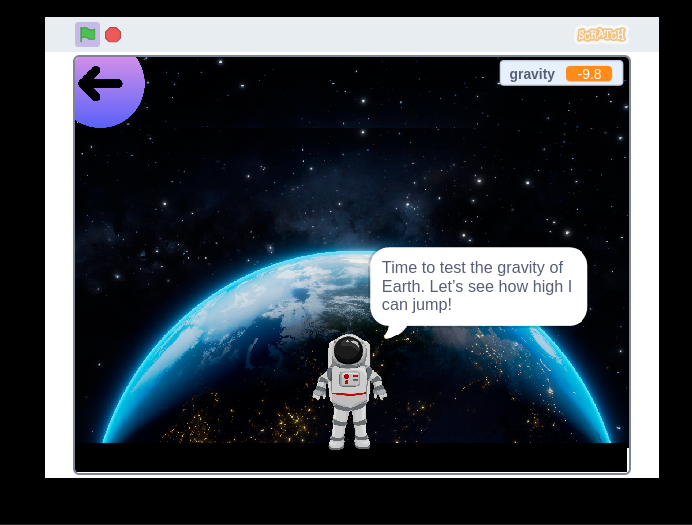 SCRATCH
gravity -9.8
Time to test the gravity of
Earth. Let's see how high I
can jump!